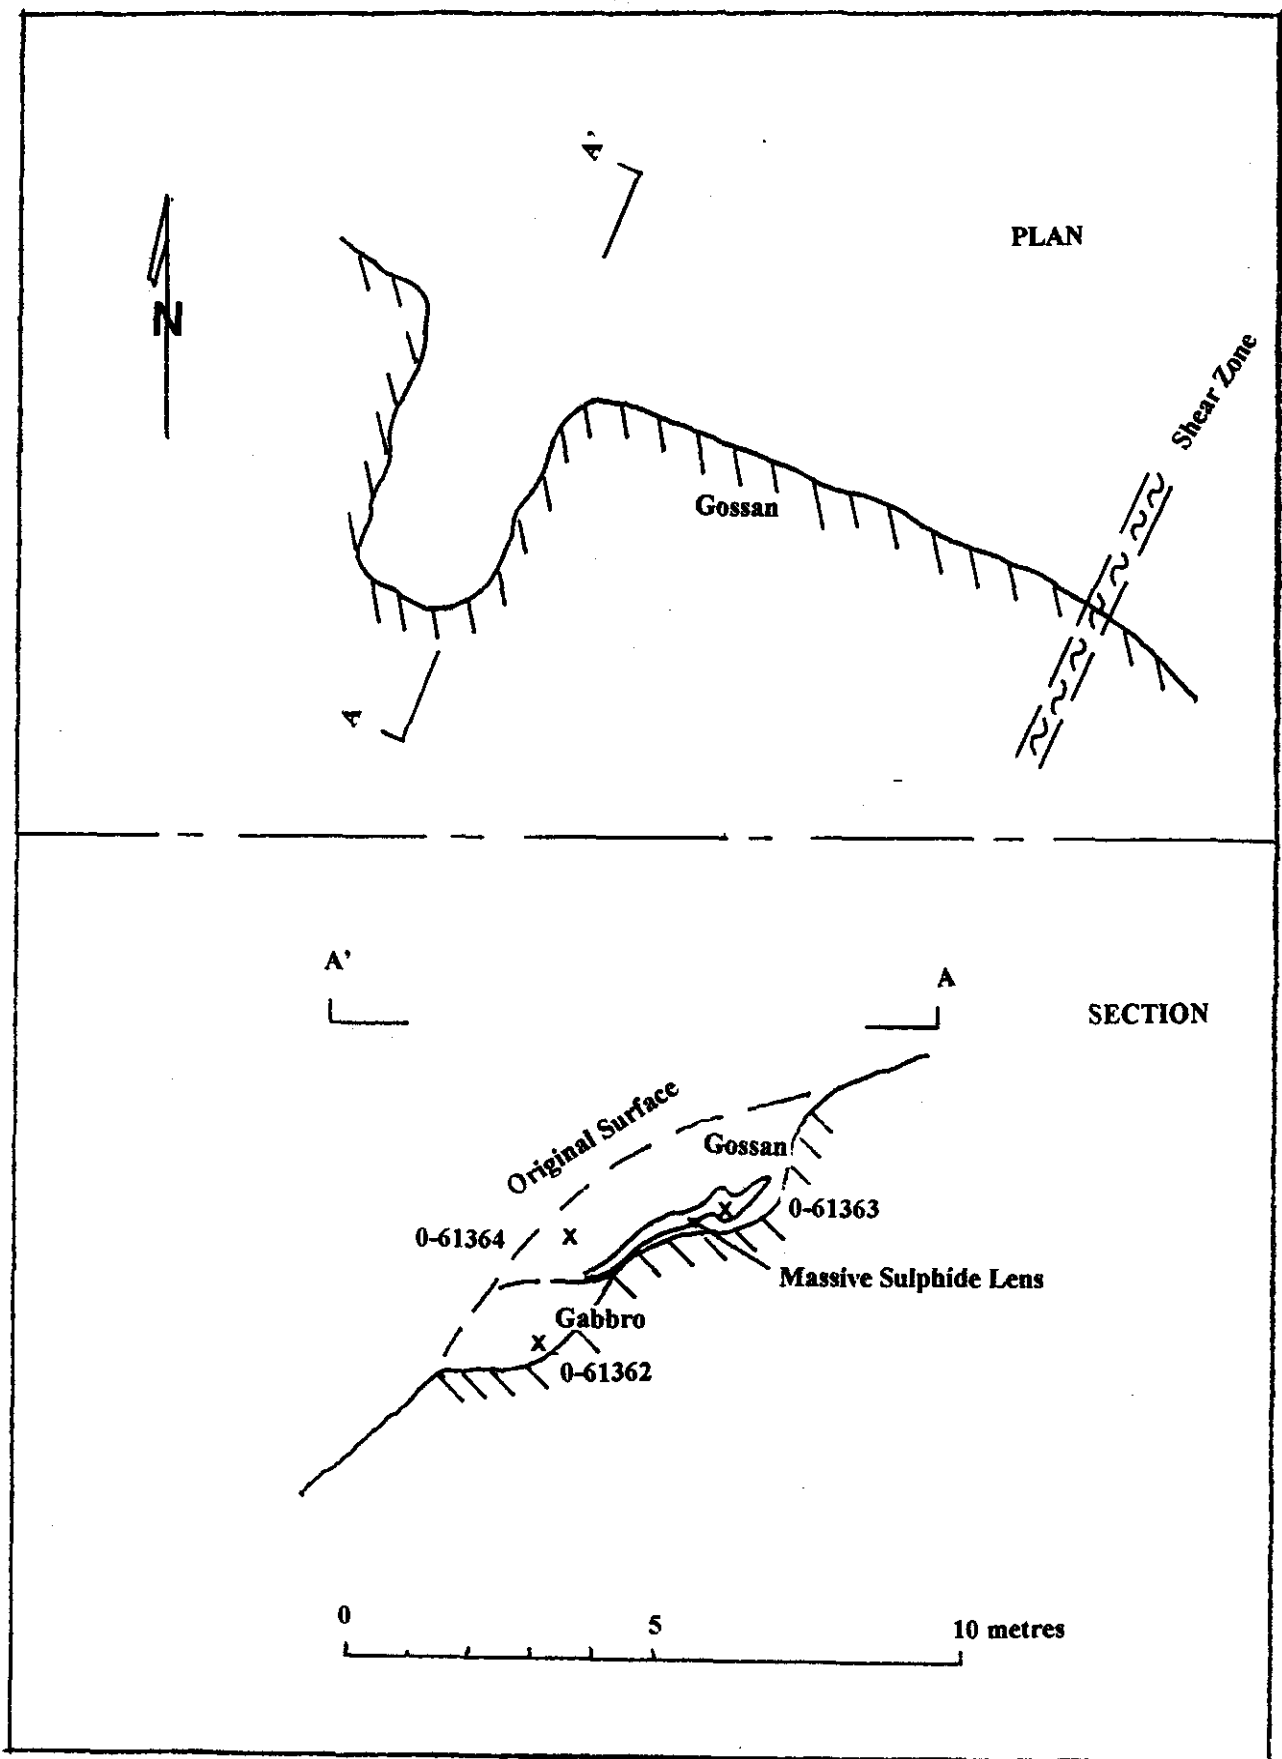 A'
PLAN
N
Shear Zone
Gossan
A
A'
A
SECTION
Original Surface
Gossan
0-61363
0-61364
Massive Sulphide Lens
Gabbro
0-61362
0
5
10 metres